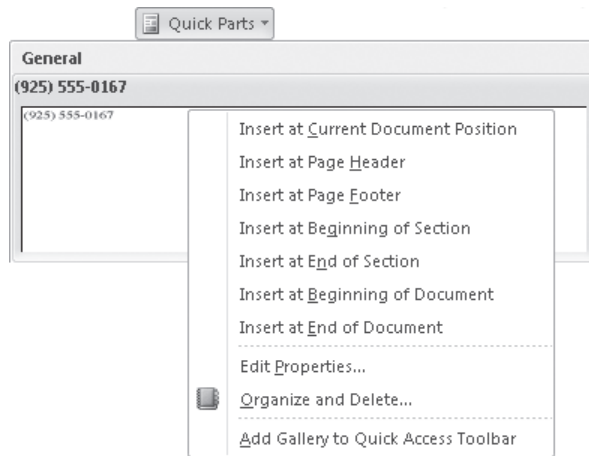 Quick Parts
General
(925) 555-0167
(925) 555-0167
Insert at Current Document Position
Insert at Page Header
Insert at Page Footer
Insert at Beginning of Section
Insert at End of Section
Insert at Beginning of Document
Insert at End of Document
Edit Properties...
Organize and Delete...
Add Gallery to Quick Access Toolbar